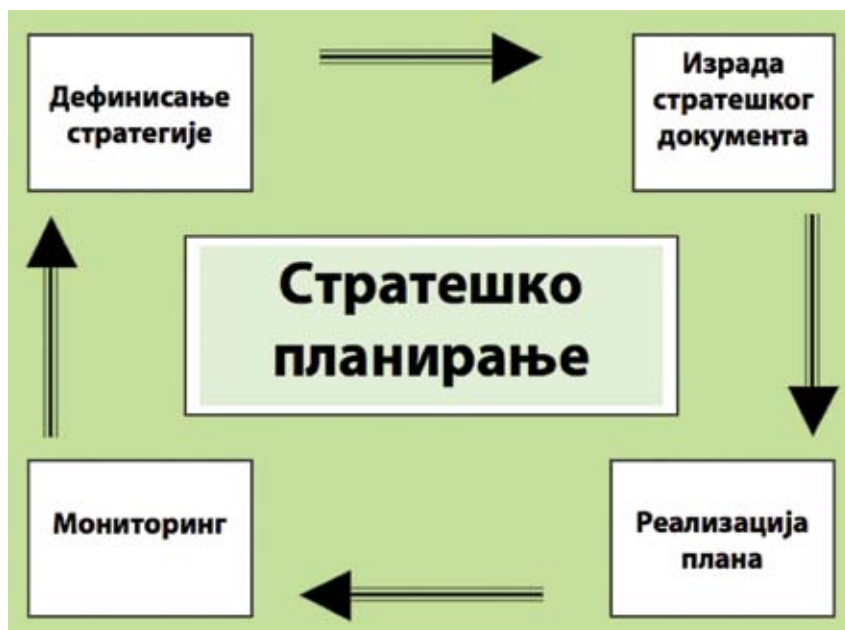 Дефинисање
стратегије
Израда
стратешког
документа
Стратешко
планирање
Мониторинг
Реализација
плана